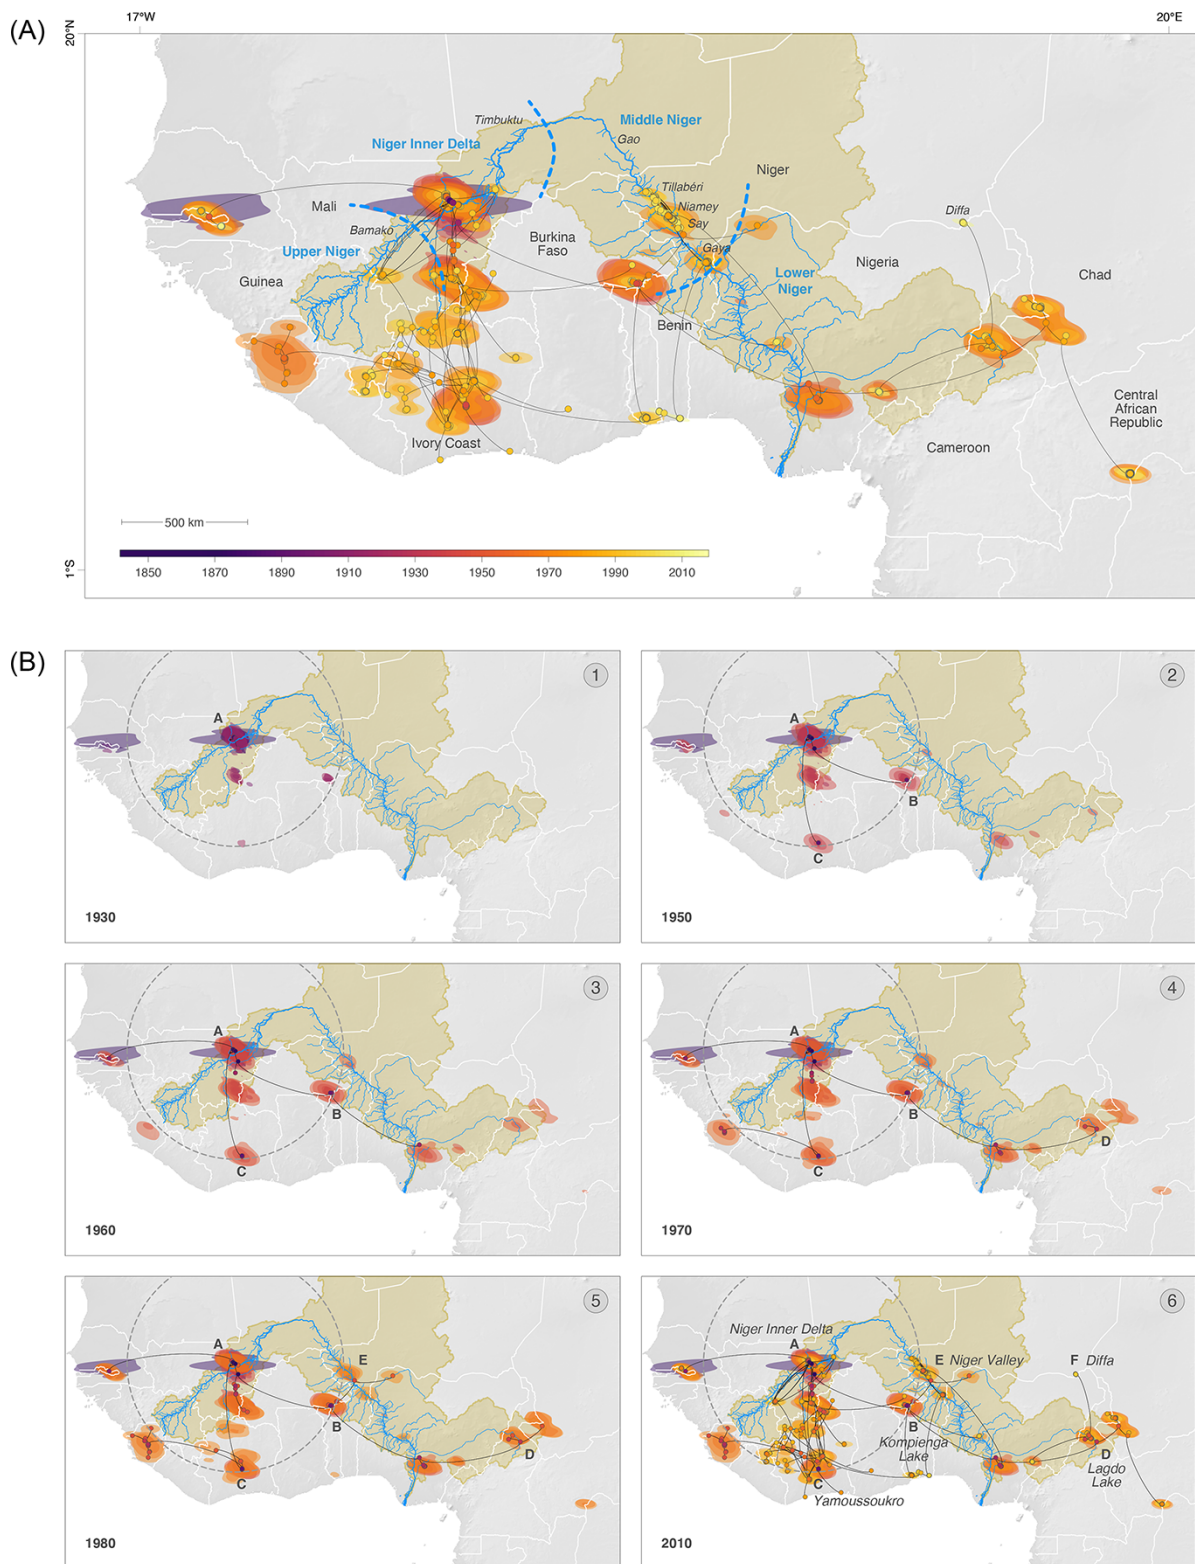 (A)
17°W
20°E
20°N
Timbuktu
Middle Niger
Niger Inner Delta
Gao
Niger
Tillabéri
Mali
Niamey
Diffa
Say
Bamako
Burkina
Faso
Upper Niger
Gaya
Nigeria
Guinea
Lower
Niger
Chad
Benin
Central
African
Republic
Ivory Coast
Cameroon
500 km
1°S
1850
1870
1890
1910
1930
1950
1970
1990
2010
(B)
1
A
1930
2
A
B
C
1950
3
A
B
C
1960
4
A
B
C
D
1970
5
A
E
B
C
D
1980
6
Niger Inner Delta
A
E Niger Valley
F Diffa
B
Kompienga
Lake
D
Lagdo
Lake
C
Yamoussoukro
2010